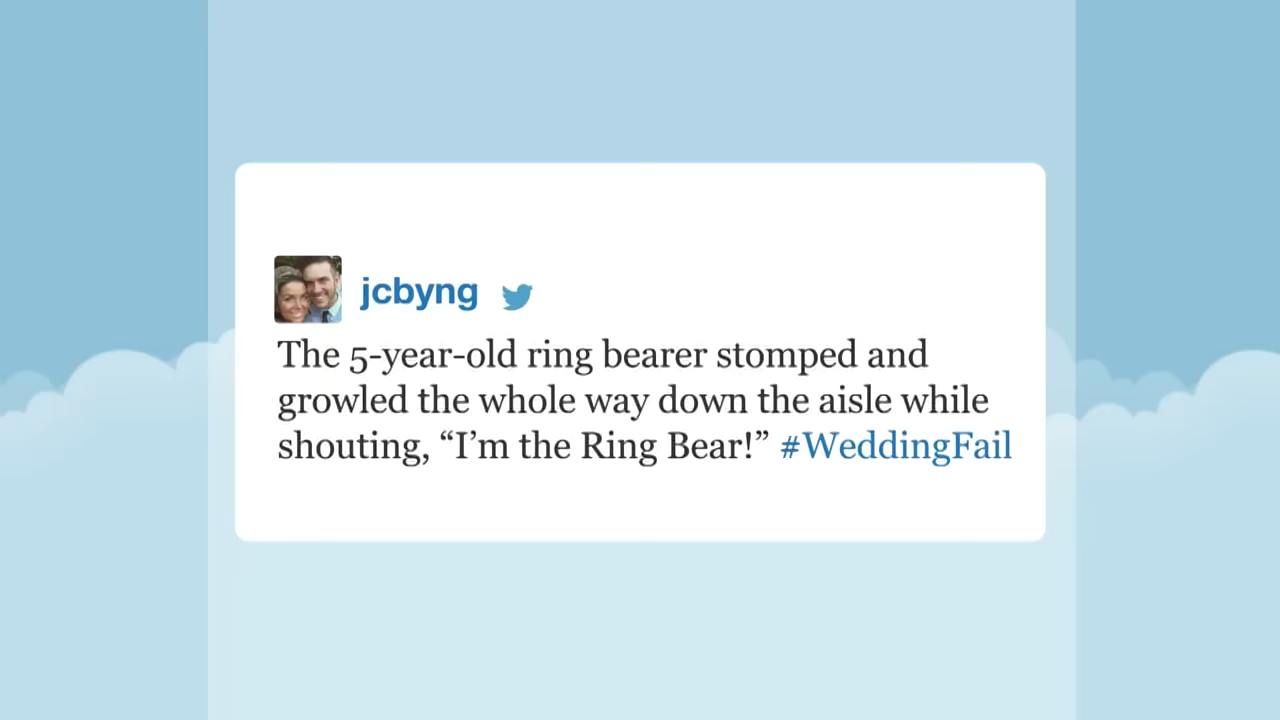 jcbyng
The 5-year-old ring bearer stomped and
growled the whole way down the aisle while
shouting, “I’m the Ring Bear!” #WeddingFail